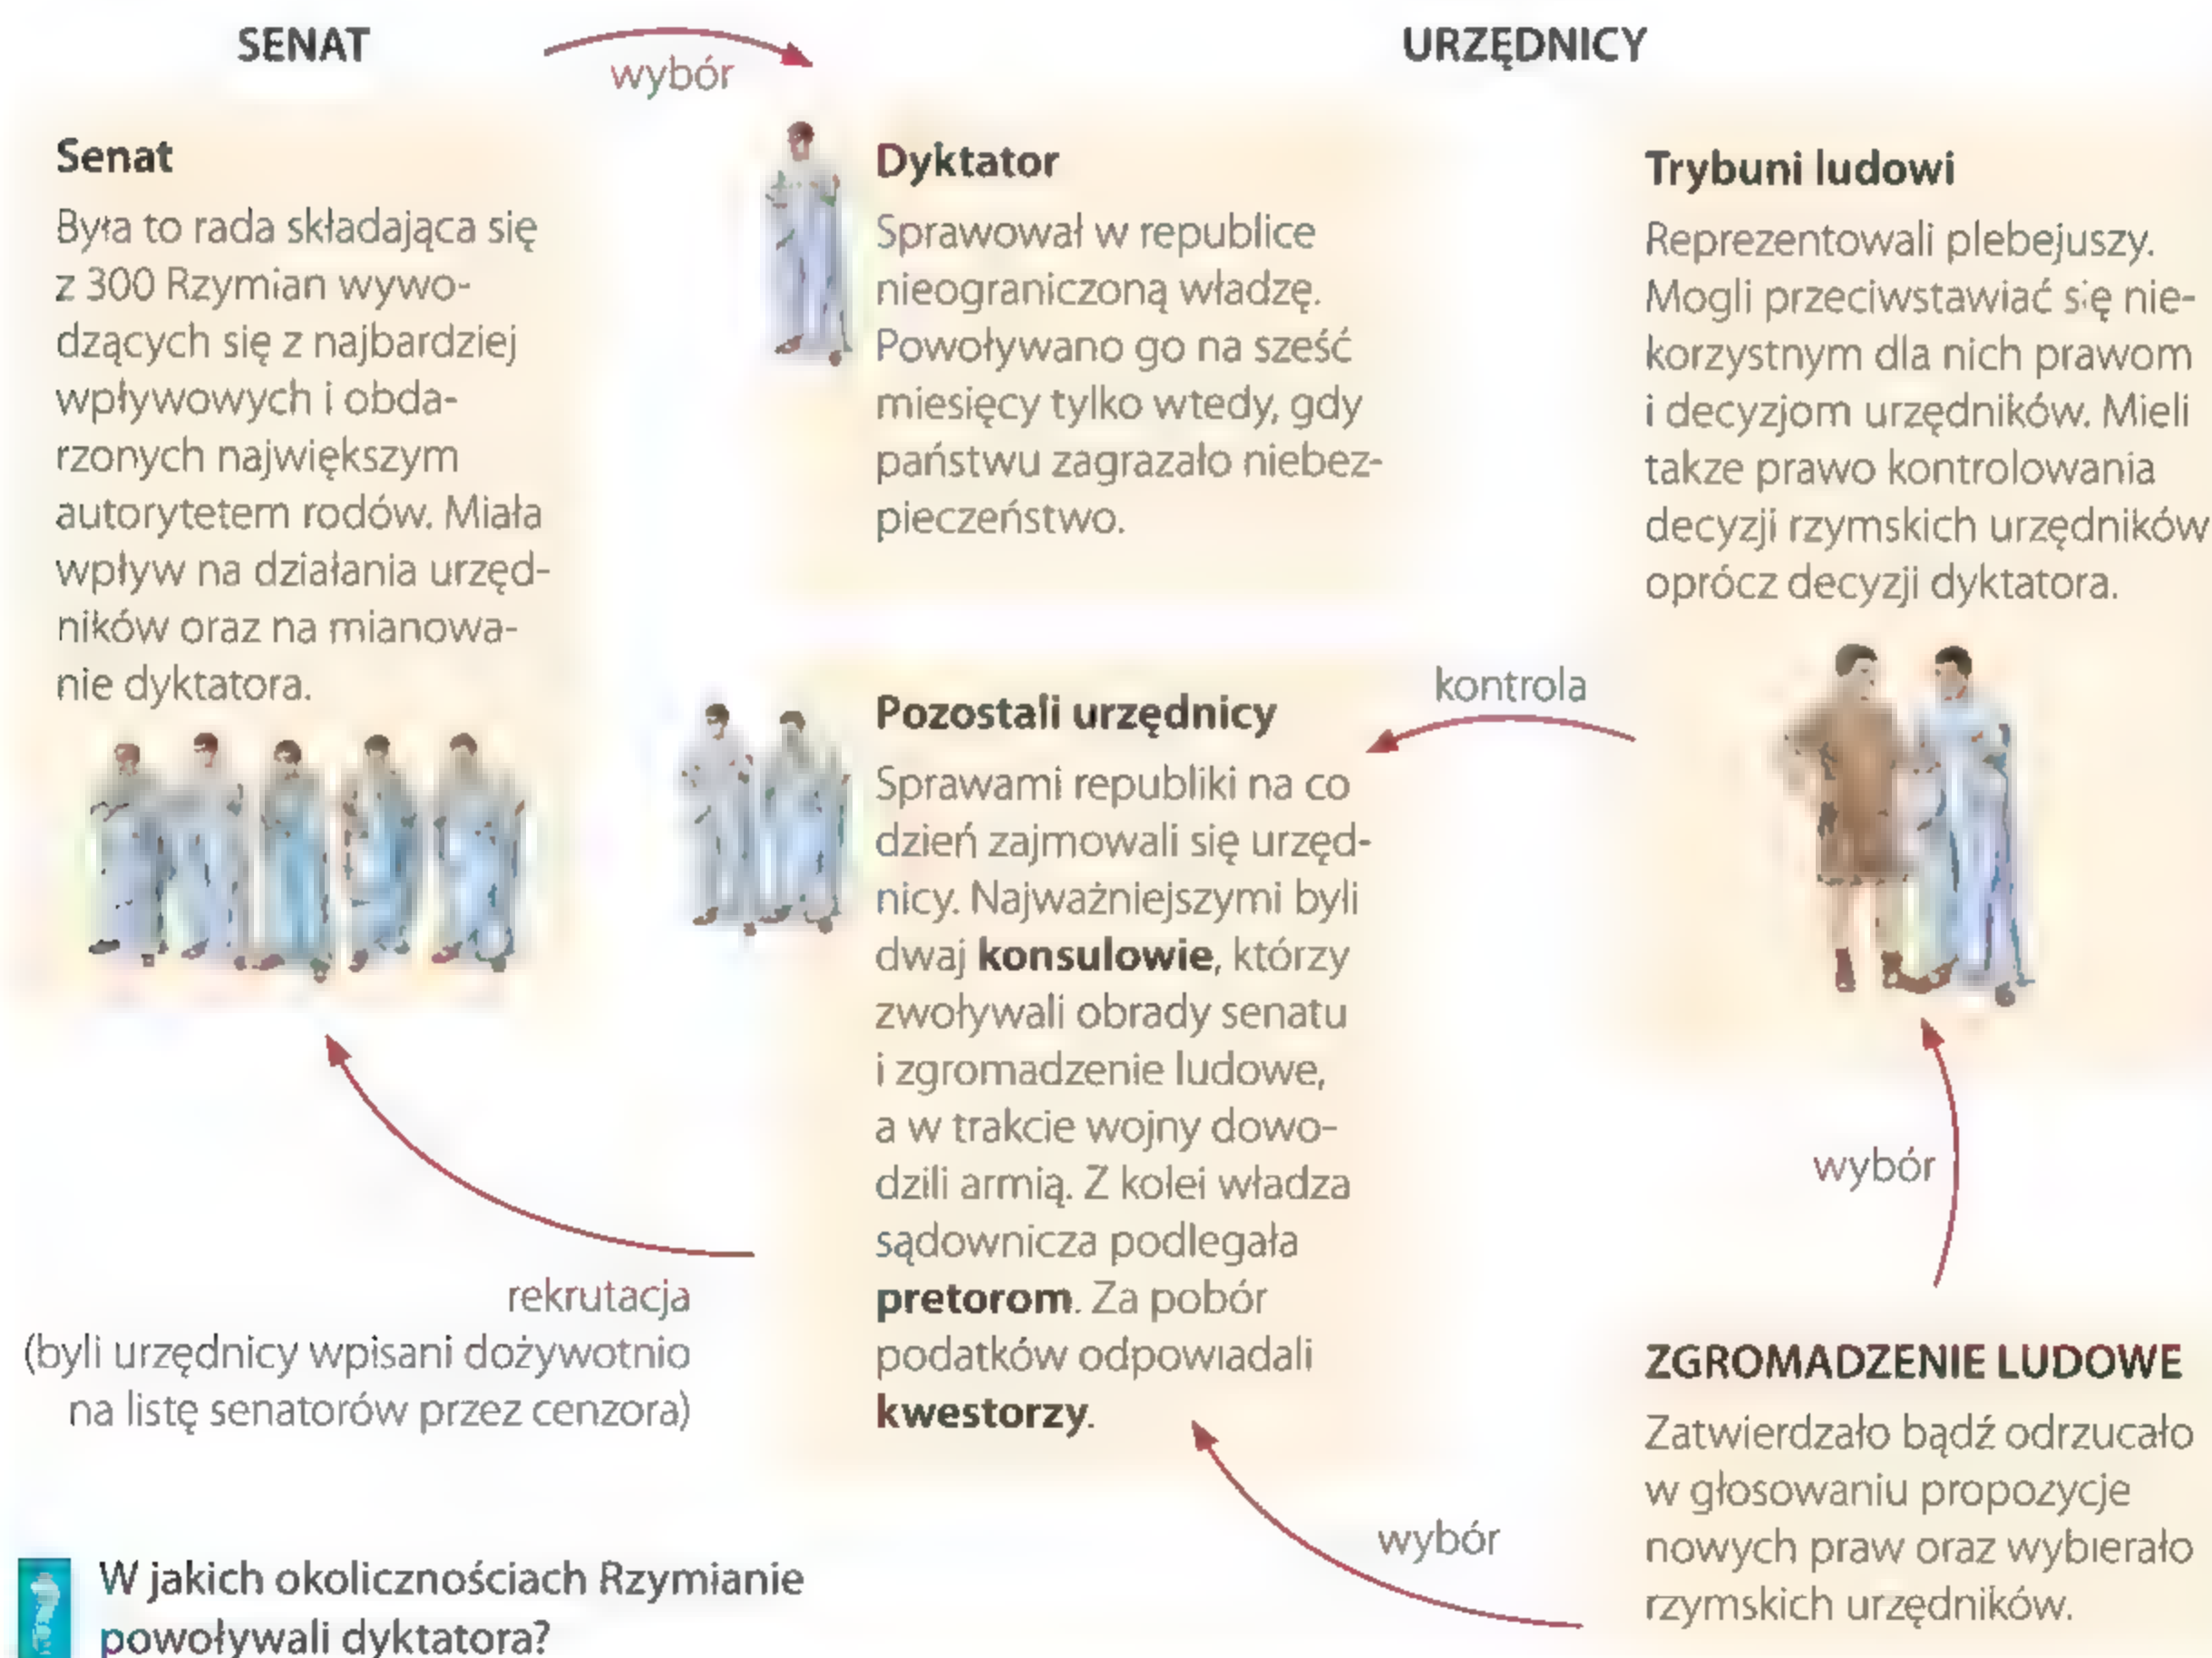 SENAT
wybór
URZĘDNICY
Senat
Była to rada składająca się
z 300 Rzymian wywo-
dzących się z najbardziej
wpływowych i obda-
rzonych największym
autorytetem rodów. Miała
wpływ na działania urzęd-
ników oraz na mianowa-
nie dyktatora.
Dyktator
Sprawował w republice
nieograniczoną władzę.
Powoływano go na sześć
miesięcy tylko wtedy, gdy
państwu zagrazało niebez-
pieczeństwo.
Trybuni ludowi
Reprezentowali plebejuszy.
Mogli przeciwstawiać się nie-
korzystnym dla nich prawom
i decyzjom urzędników. Mieli
takze prawo kontrolowania
decyzji rzymskich urzędników
oprócz decyzji dyktatora.
kontrola
Pozostali urzędnicy
Sprawami republiki na co
dzień zajmowali się urzęd-
nicy. Najważniejszymi byli
dwaj konsulowie, którzy
zwoływali obrady senatu
i zgromadzenie ludowe,
a w trakcie wojny dowo-
dzili armią. Z kolei władza
sądownicza podlegała
pretorom. Za pobór
podatków odpowiadali
kwestorzy.
rekrutacja
(byli urzędnicy wpisani dożywotnio
na listę senatorów przez cenzora)
wybór
ZGROMADZENIE LUDOWE
Zatwierdzało bądź odrzucało
w głosowaniu propozycje
nowych praw oraz wybierało
rzymskich urzędników.
wybór
W jakich okolicznościach Rzymianie
powoływali dyktatora?